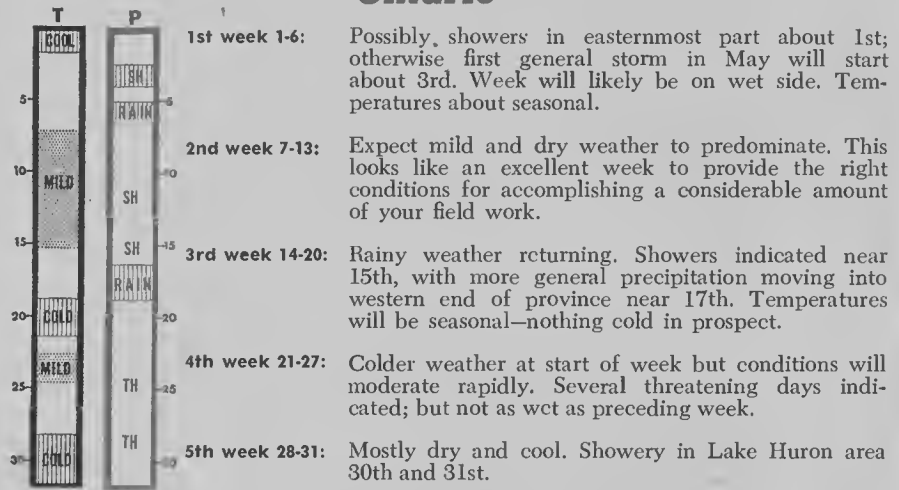 T
P
COOL
SH
RAIN
SH
SH
RAIN
TH
TH
MILD
COLD
MILD
COLD
5
10
15
20
25
30
5
10
15
20
25
30
1st week 1-6: Possibly showers in easternmost part about 1st;
otherwise first general storm in May will start
about 3rd. Week will likely be on wet side. Tem-
peratures about seasonal.
2nd week 7-13: Expect mild and dry weather to predominate. This
looks like an excellent week to provide the right
conditions for accomplishing a considerable amount
of your field work.
3rd week 14-20: Rainy weather returning. Showers indicated near
15th, with more general precipitation moving into
western end of province near 17th. Temperatures
will be seasonal—nothing cold in prospect.
4th week 21-27: Colder weather at start of week but conditions will
moderate rapidly. Several threatening days indi-
cated; but not as wet as preceding week.
5th week 28-31: Mostly dry and cool. Showery in Lake Huron area
30th and 31st.